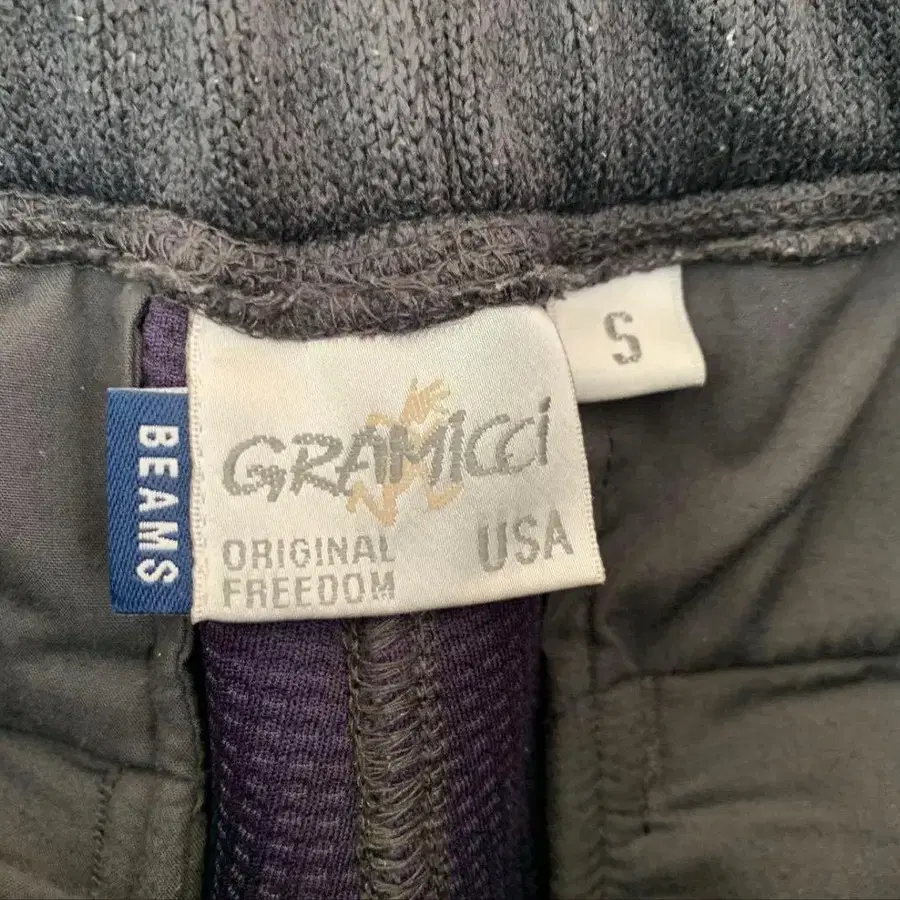 BEAMS
GRAMICCi
ORIGINAL
FREEDOM
USA
S